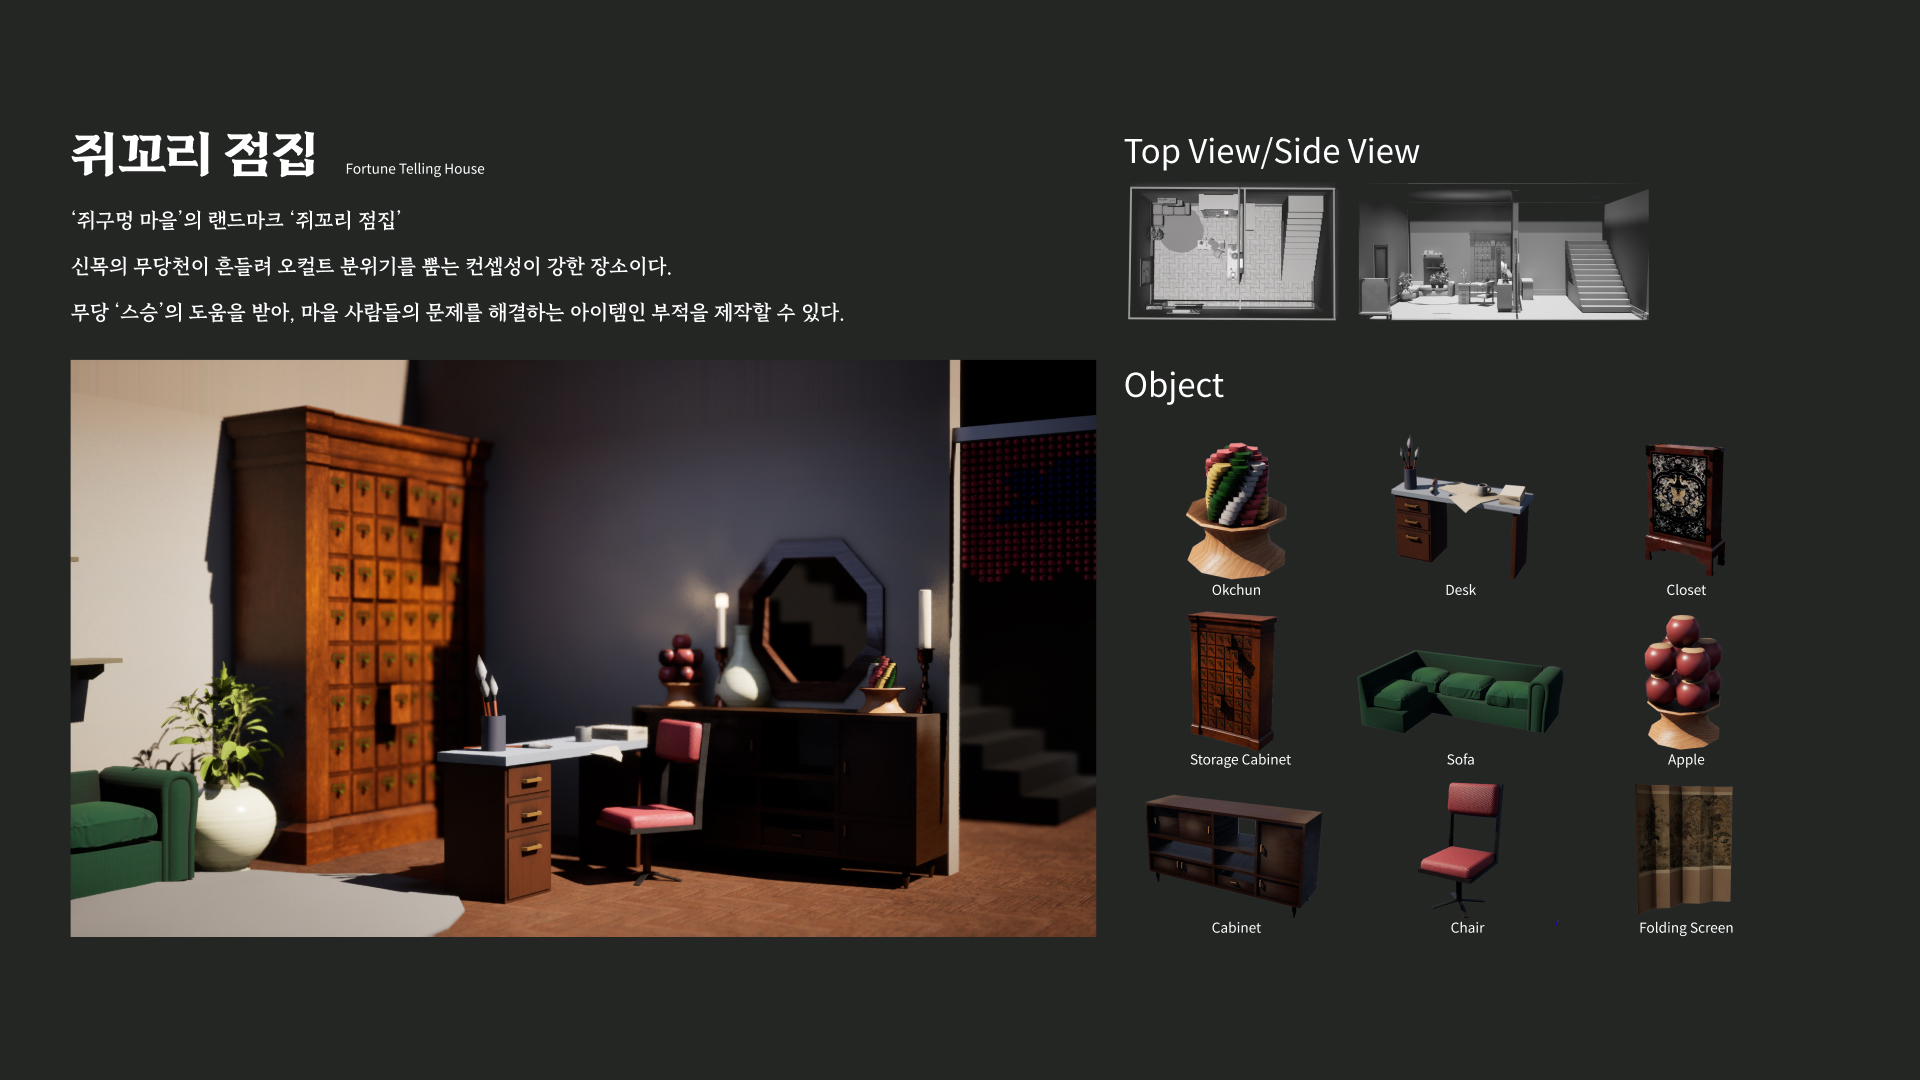 쥐꼬리 점집
Fortune Telling House
‘쥐구멍 마을’의 랜드마크 ‘쥐꼬리 점집’
신목의 무당천이 흔들려 오컬트 분위기를 뿜는 컨셉성이 강한 장소이다.
무당 ‘스승’의 도움을 받아, 마을 사람들의 문제를 해결하는 아이템인 부적을 제작할 수 있다.
Top View/Side View
Object
Okchun
Desk
Closet
Storage Cabinet
Sofa
Apple
Cabinet
Chair
Folding Screen